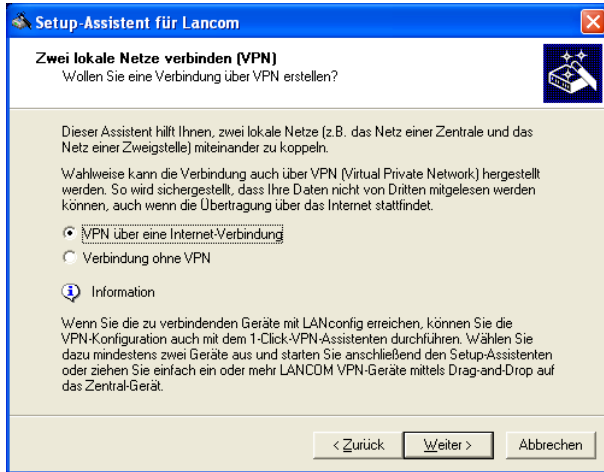 Setup-Assistent für Lancom
Zwei lokale Netze verbinden (VPN)
Wollen Sie eine Verbindung über VPN erstellen?
Dieser Assistent hilft Ihnen, zwei lokale Netze (z.B. das Netz einer Zentrale und das
Netz einer Zweigstelle) miteinander zu koppeln.
Wahlweise kann die Verbindung auch über VPN (Virtual Private Network) hergestellt
werden. So wird sichergestellt, dass Ihre Daten nicht von Dritten mitgelesen werden
können, auch wenn die Übertragung über das Internet stattfindet.
VPN über eine Internet-Verbindung
Verbindung ohne VPN
Information
Wenn Sie die zu verbindenden Geräte mit LANconfig erreichen, können Sie die
VPN-Konfiguration auch mit dem 1-Click-VPN-Assistenten durchführen. Wählen Sie
dazu mindestens zwei Geräte aus und starten Sie anschließend den Setup-Assistenten
oder ziehen Sie einfach ein oder mehr LANCOM VPN-Geräte mittels Drag-and-Drop auf
das Zentral-Gerät.
< Zurück Weiter > Abbrechen